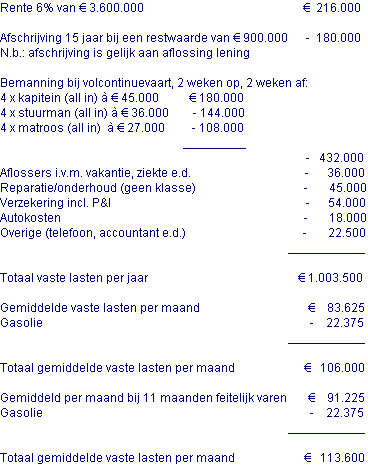 Rente 6% van € 3.600.000 € 216.000
Afschrijving 15 jaar bij een restwaarde van € 900.000 - 180.000
N.b.: afschrijving is gelijk aan aflossing lening
Bemanning bij volcontinuevaart, 2 weken op, 2 weken af:
4 x kapitein (all in) à € 45.000 € 180.000
4 x stuurman (all in) à € 36.000 - 144.000
4 x matroos (all in) à € 27.000 - 108.000
- 432.000
Aflossers i.v.m. vakantie, ziekte e.d. - 36.000
Reparatie/onderhoud (geen klasse) - 45.000
Verzekering incl. P&I - 54.000
Autokosten - 18.000
Overige (telefoon, accountant e.d.) - 22.500
Totaal vaste lasten per jaar € 1.003.500
Gemiddelde vaste lasten per maand € 83.625
Gasolie - 22.375
Totaal gemiddelde vaste lasten per maand € 106.000
Gemiddeld per maand bij 11 maanden feitelijk varen € 91.225
Gasolie - 22.375
Totaal gemiddelde vaste lasten per maand € 113.600